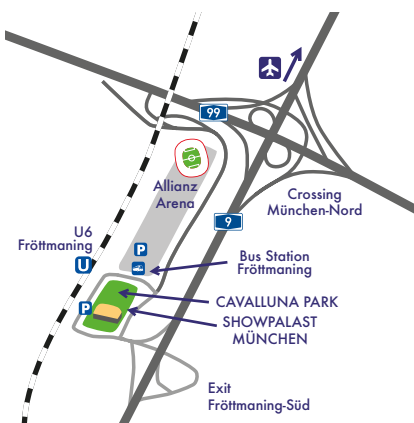 99
Allianz
Arena
Crossing
München-Nord
9
U6
Fröttmaning
U
P
Bus Station
Fröttmaning
CAVALLUNA PARK
P
SHOWPALAST
MÜNCHEN
Exit
Fröttmaning-Süd